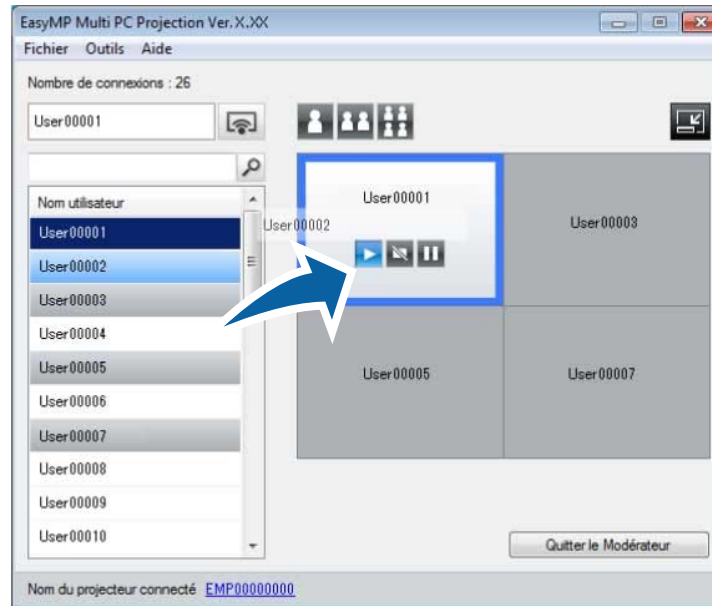 EasyMP Multi PC Projection Ver.X.XX
Fichier Outils Aide
Nombre de connexions : 26
User00001
Nom utilisateur
User00001
User00002
User00003
User00004
User00005
User00006
User00007
User00008
User00009
User00010
User00001
User00002
User00003
User00005
User00007
Quitter le Modérateur
Nom du projecteur connecté EMP00000000